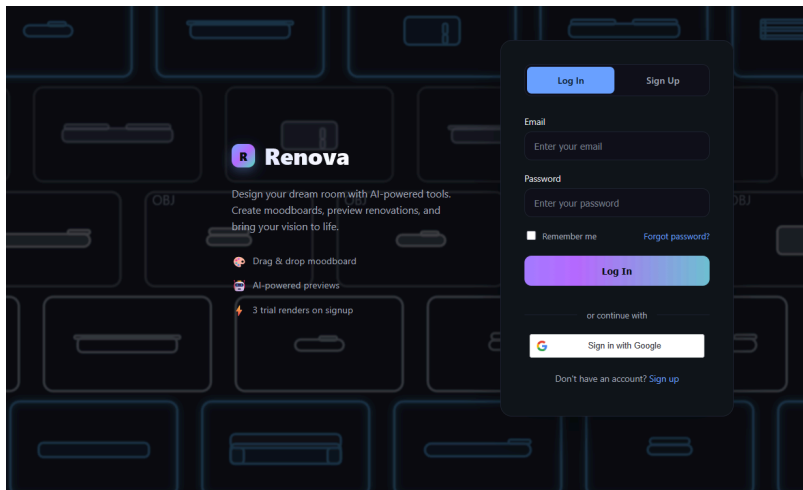 OBJ
OBJ
OBJ
R Renova
Design your dream room with AI-powered tools.
Create moodboards, preview renovations, and
bring your vision to life.
Drag & drop moodboard
AI-powered previews
3 trial renders on signup
Log In
Sign Up
Email
Enter your email
Password
Enter your password
Remember me
Forgot password?
Log In
or continue with
Sign in with Google
Don't have an account? Sign up